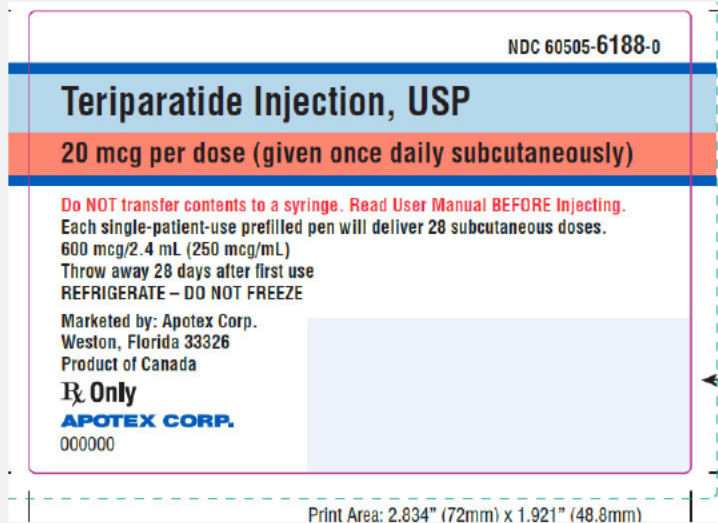 NDC 60505-6188-0
Teriparatide Injection, USP
20 mcg per dose (given once daily subcutaneously)
Do NOT transfer contents to a syringe. Read User Manual BEFORE Injecting.
Each single-patient-use prefilled pen will deliver 28 subcutaneous doses.
600 mcg/2.4 mL (250 mcg/mL)
Throw away 28 days after first use
REFRIGERATE – DO NOT FREEZE
Marketed by: Apotex Corp.
Weston, Florida 33326
Product of Canada
℞ Only
APOTEX CORP.
000000
Print Area: 2.834" (72mm) x 1.921" (48.8mm)